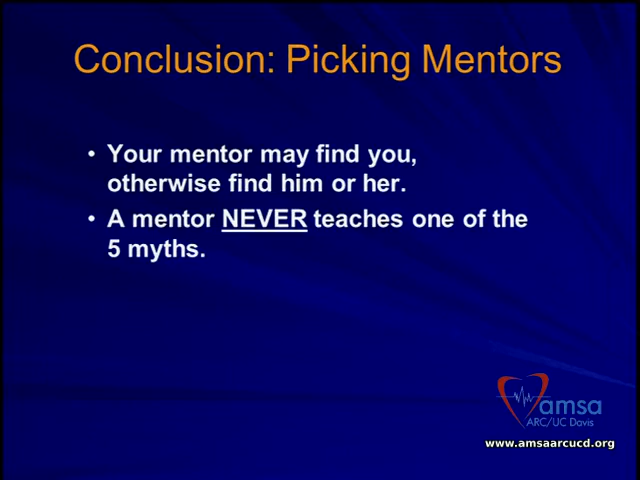 Conclusion: Picking Mentors
• Your mentor may find you,
otherwise find him or her.
• A mentor NEVER teaches one of the
5 myths.
amsa
ARC/UC Davis
www.amsaarcucd.org